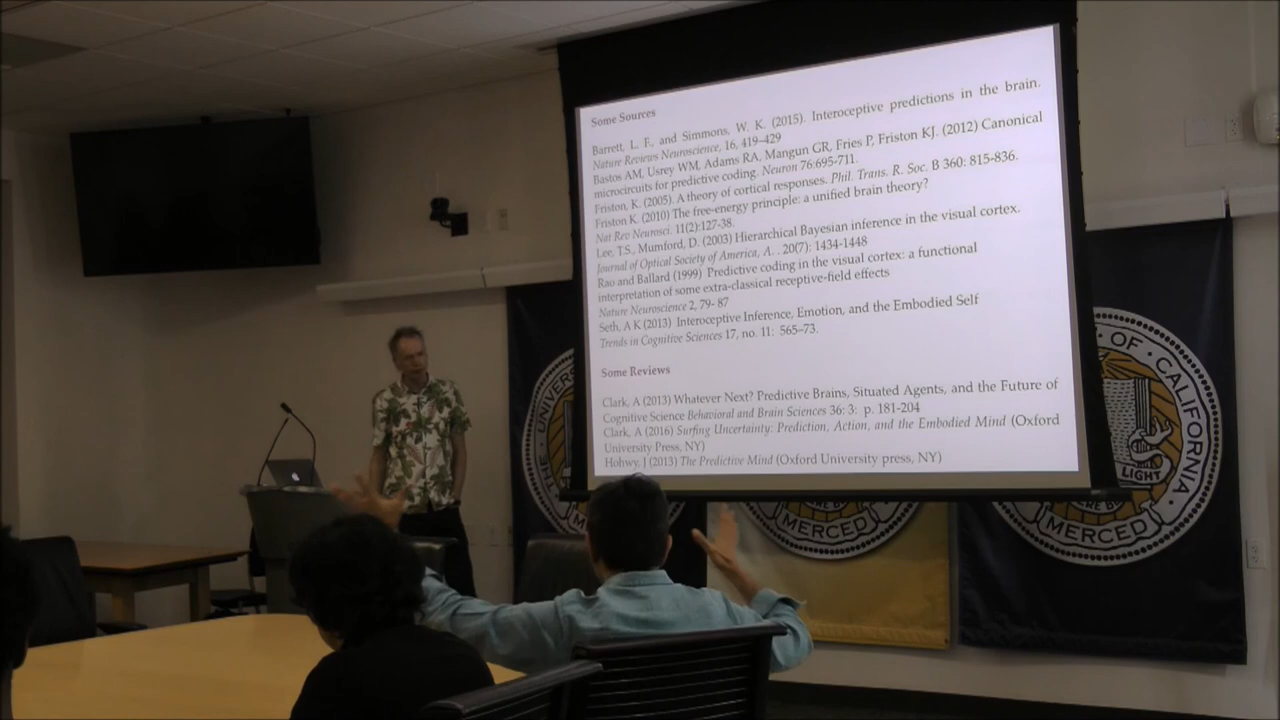 Some Sources
Barrett, L. F., and Simmons, W. K. (2015). Interoceptive predictions in the brain.
Nature Reviews Neuroscience, 16, 419–429
Bastos AM, Usrey WM, Adams RA, Mangun GR, Fries P, Friston KJ. (2012) Canonical
microcircuits for predictive coding. Neuron 76:695-711.
Friston, K. (2005). A theory of cortical responses. Phil. Trans. R. Soc. B 360: 815-836.
Friston K. (2010) The free-energy principle: a unified brain theory?
Nat Rev Neurosci. 11(2):127-38.
Lee, T.S., Mumford, D. (2003) Hierarchical Bayesian inference in the visual cortex.
Journal of Optical Society of America, A. . 20(7): 1434-1448
Rao and Ballard (1999) Predictive coding in the visual cortex: a functional
interpretation of some extra-classical receptive-field effects
Nature Neuroscience 2, 79- 87
Seth, A K (2013) Interoceptive Inference, Emotion, and the Embodied Self
Trends in Cognitive Sciences 17, no. 11: 565–73.
Some Reviews
Clark, A (2013) Whatever Next? Predictive Brains, Situated Agents, and the Future of
Cognitive Science Behavioral and Brain Sciences 36: 3: p. 181-204
Clark, A (2016) Surfing Uncertainty: Prediction, Action, and the Embodied Mind (Oxford
University Press, NY)
Hohwy, J (2013) The Predictive Mind (Oxford University press, NY)
THE UNIVERS
MERCED
OF CALIFORNIA
LIGHT
MERCED